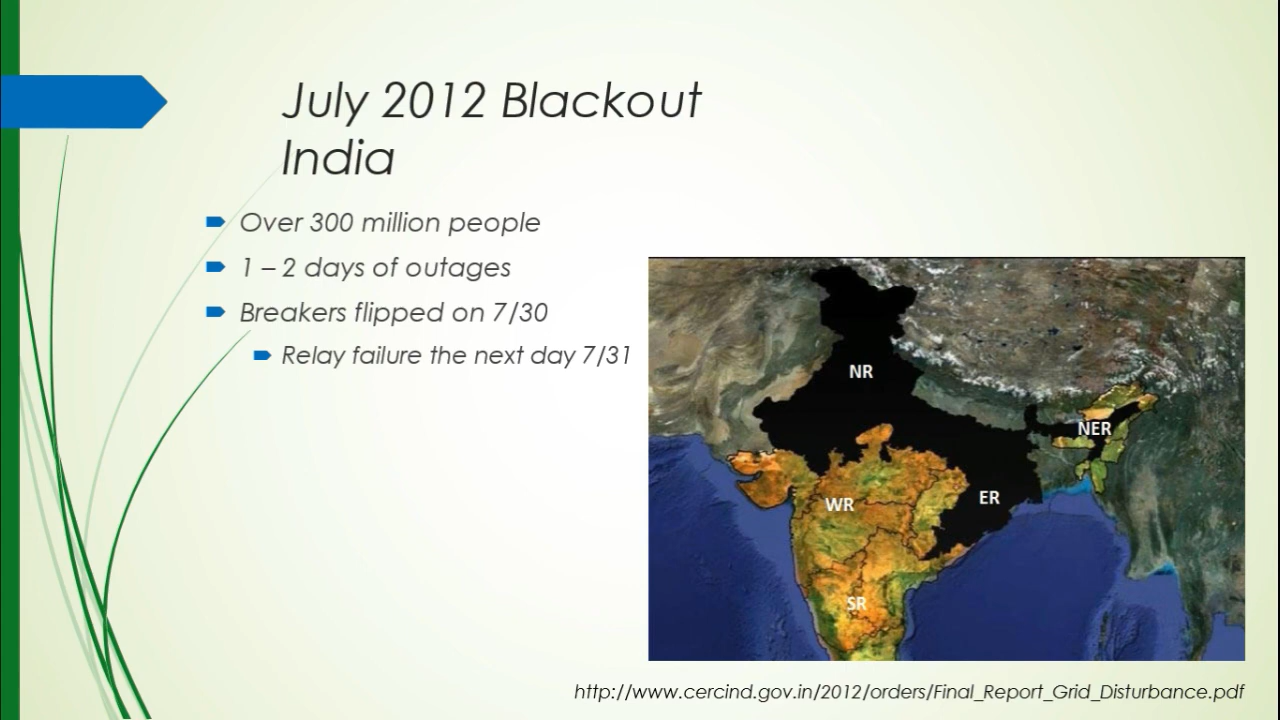 July 2012 Blackout
India
Over 300 million people
1 – 2 days of outages
Breakers flipped on 7/30
Relay failure the next day 7/31
NR
NER
ER
WR
SR
http://www.cercind.gov.in/2012/orders/Final_Report_Grid_Disturbance.pdf